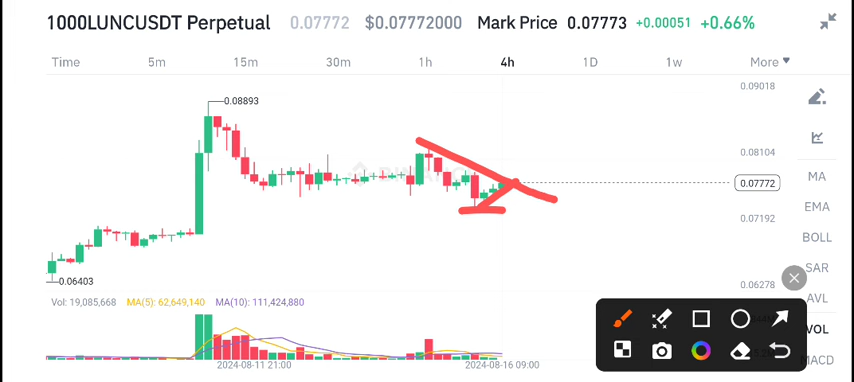 1000LUNCUSDT Perpetual 0.07772 $0.07772000 Mark Price 0.07773 +0.00051 +0.66%
Time 5m 15m 30m 1h 4h 1D 1w More
0.09018
0.08893
0.08104
0.07772
0.07192
0.06403
0.06278
MA
EMA
BOLL
SAR
AVL
VOL
MACD
Vol: 19,085,668 MA(5): 62,649,140 MA(10): 111,424,880
2024-08-11 21:00 2024-08-16 09:00